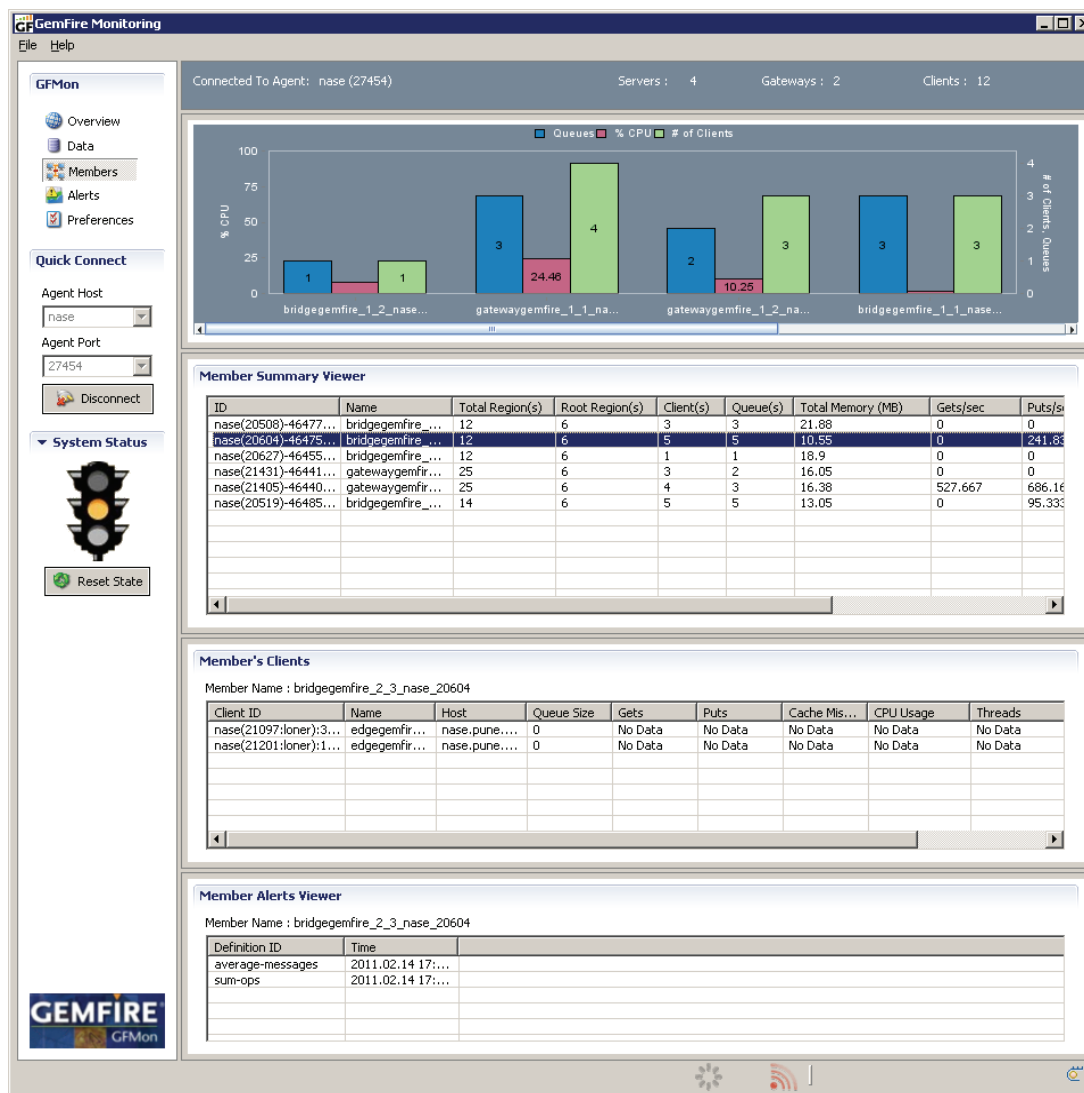 GF GemFire Monitoring
File Help
GFMon
Overview
Data
Members
Alerts
Preferences
Quick Connect
Agent Host
nase
Agent Port
27454
Disconnect
System Status
Reset State
GEMFIRE
GFMon
Connected To Agent: nase (27454) Servers : 4 Gateways : 2 Clients : 12
Queues % CPU # of Clients
100
75
50
25
0
% CPU
1 1
3 24.46 4
2 10.25 3
3 3
4
3
2
1
0
# of Clients, Queues
bridgegemfire_1_2_nase... gatewaygemfire_1_1_na... gatewaygemfire_1_2_na... bridgegemfire_1_1_nase...
Member Summary Viewer
ID Name Total Region(s) Root Region(s) Client(s) Queue(s) Total Memory (MB) Gets/sec Puts/s
nase(20508)-46477... bridgegemfire_... 12 6 3 3 21.88 0 0
nase(20604)-46475... bridgegemfire_... 12 6 5 5 10.55 0 241.83
nase(20627)-46455... bridgegemfire_... 12 6 1 1 18.9 0 0
nase(21431)-46441... gatewaygemfir... 25 6 3 2 16.05 0 0
nase(21405)-46440... gatewaygemfir... 25 6 4 3 16.38 527.667 686.16
nase(20519)-46485... bridgegemfire_... 14 6 5 5 13.05 0 95.333
Member's Clients
Member Name : bridgegemfire_2_3_nase_20604
Client ID Name Host Queue Size Gets Puts Cache Mis... CPU Usage Threads
nase(21097:loner):3... edgegemfir... nase.pune.... 0 No Data No Data No Data No Data No Data
nase(21201:loner):1... edgegemfir... nase.pune.... 0 No Data No Data No Data No Data No Data
Member Alerts Viewer
Member Name : bridgegemfire_2_3_nase_20604
Definition ID Time
average-messages 2011.02.14 17:...
sum-ops 2011.02.14 17:...